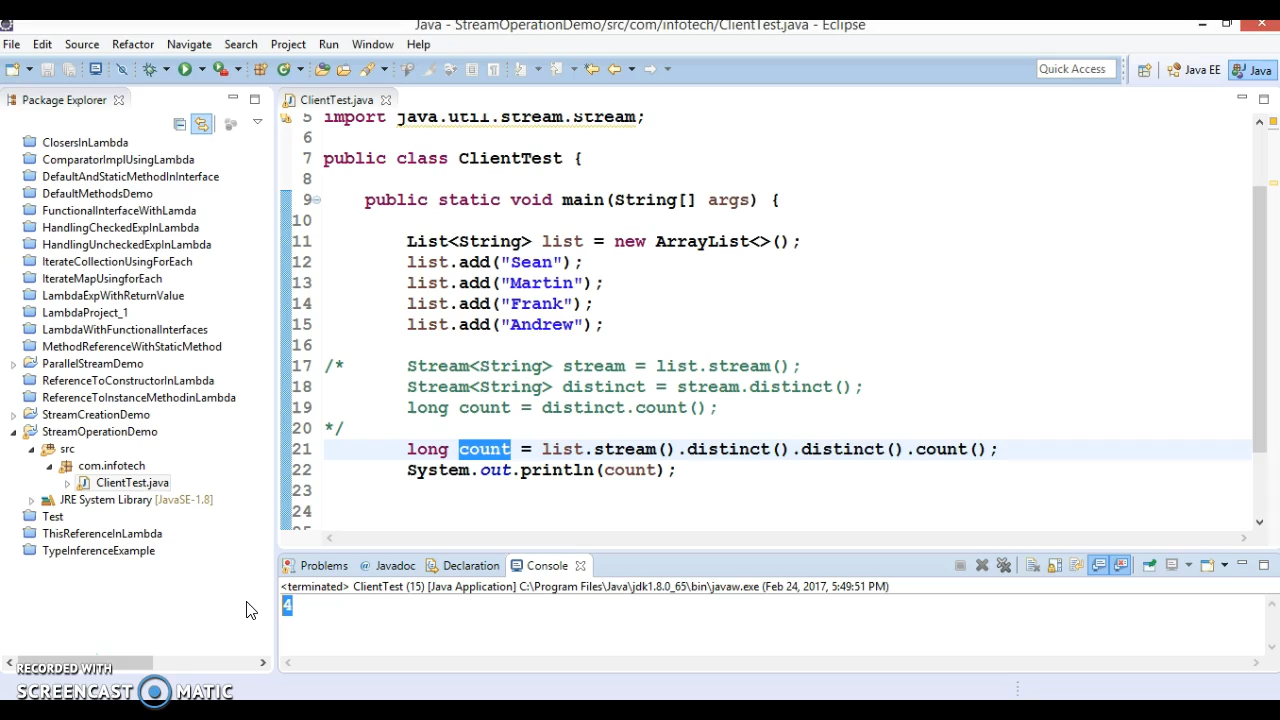 Java - StreamOperationDemo/src/com/infotech/ClientTest.java - Eclipse
File Edit Source Refactor Navigate Search Project Run Window Help
Quick Access Java EE Java
Package Explorer
ClosersInLambda
ComparatorImplUsingLambda
DefaultAndStaticMethodInInterface
DefaultMethodsDemo
FunctionalInterfaceWithLamda
HandlingCheckedExpInLambda
HandlingUncheckedExpInLambda
IterateCollectionUsingForEach
IterateMapUsingforEach
LambdaExpWithReturnValue
LambdaProject_1
LambdaWithFunctionalInterfaces
MethodReferenceWithStaticMethod
ParallelStreamDemo
ReferenceToConstructorInLambda
ReferenceToInstanceMethodinLambda
StreamCreationDemo
StreamOperationDemo
src
com.infotech
ClientTest.java
JRE System Library [JavaSE-1.8]
Test
ThisReferenceInLambda
TypeInferenceExample
ClientTest.java
5 import java.util.stream.Stream;
6
7 public class ClientTest {
8
9 public static void main(String[] args) {
10
11 List<String> list = new ArrayList<>();
12 list.add("Sean");
13 list.add("Martin");
14 list.add("Frank");
15 list.add("Andrew");
16
17 /* Stream<String> stream = list.stream();
18 Stream<String> distinct = stream.distinct();
19 long count = distinct.count();
20 */
21 long count = list.stream().distinct().distinct().count();
22 System.out.println(count);
23
24
25
Problems @ Javadoc Declaration Console
<terminated> ClientTest (15) [Java Application] C:\Program Files\Java\jdk1.8.0_65\bin\javaw.exe (Feb 24, 2017, 5:49:51 PM)
4
RECORDED WITH
SCREENCAST MATIC